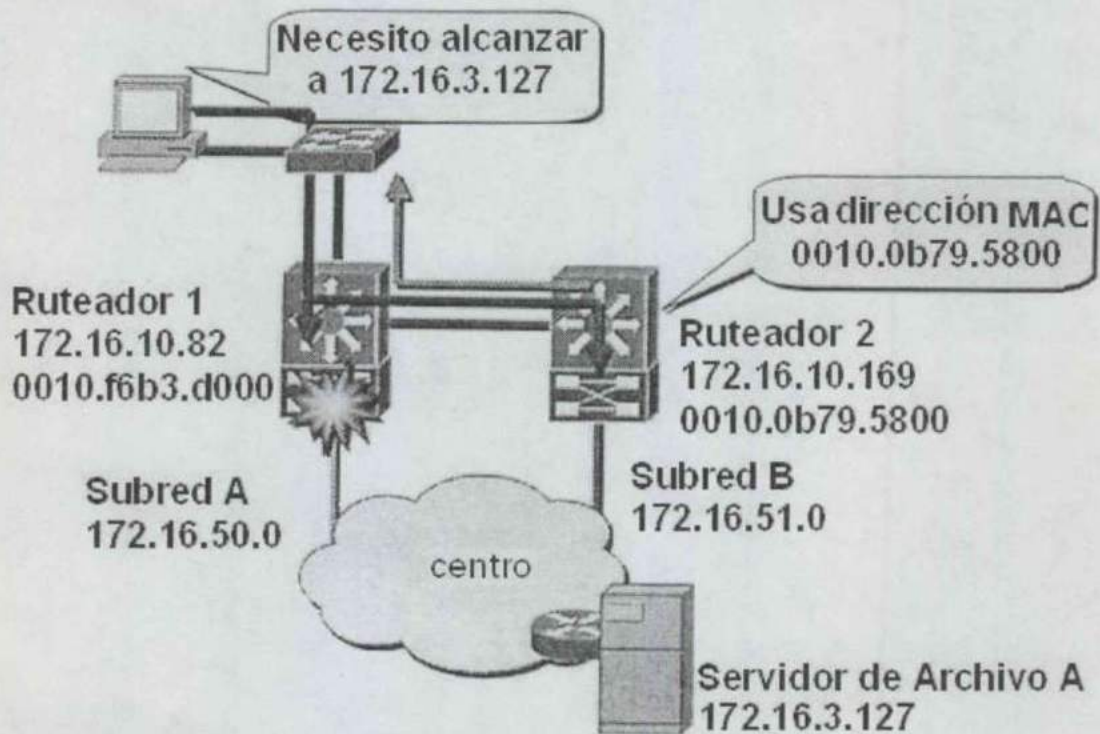 Necesito alcanzar
a 172.16.3.127
Usa dirección MAC
0010.0b79.5800
Ruteador 1
172.16.10.82
0010.f6b3.d000
Ruteador 2
172.16.10.169
0010.0b79.5800
Subred A
172.16.50.0
Subred B
172.16.51.0
centro
Servidor de Archivo A
172.16.3.127